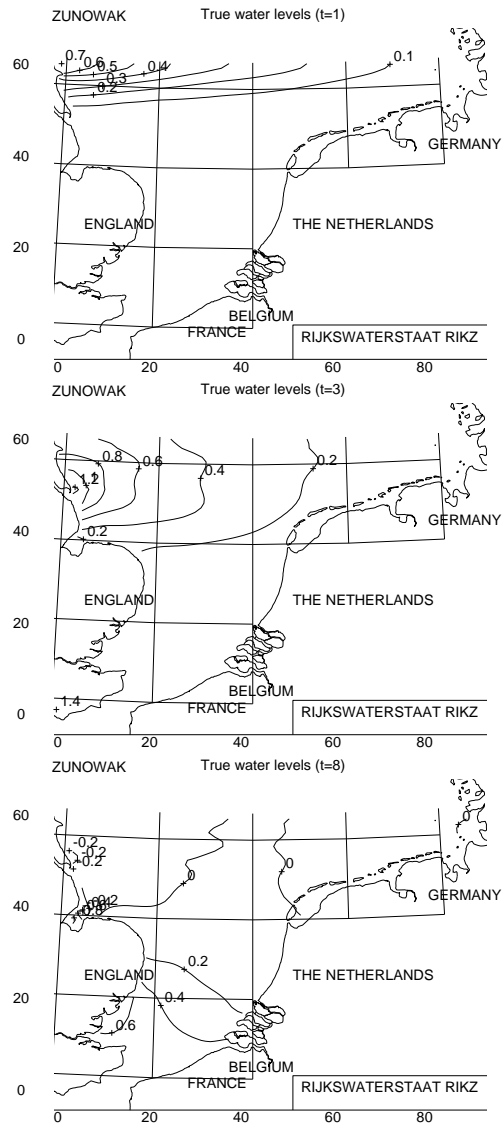 ZUNOWAK True water levels (t=1)
60
0.7 0.6 0.5 0.4 0.3 0.2 0.1
GERMANY
40
ENGLAND THE NETHERLANDS
20
BELGIUM
FRANCE RIJKSWATERSTAAT RIKZ
0
0 20 40 60 80
ZUNOWAK True water levels (t=3)
60
0.8 0.6 0.4 0.2
GERMANY
0.2
40
ENGLAND THE NETHERLANDS
20
BELGIUM
1.4 FRANCE RIJKSWATERSTAAT RIKZ
0
0 20 40 60 80
ZUNOWAK True water levels (t=8)
60
0
-0.2
-0.2
-0.2
0 0
GERMANY
40
0.2
ENGLAND THE NETHERLANDS
0.4
20
0.6
BELGIUM
FRANCE RIJKSWATERSTAAT RIKZ
0
0 20 40 60 80